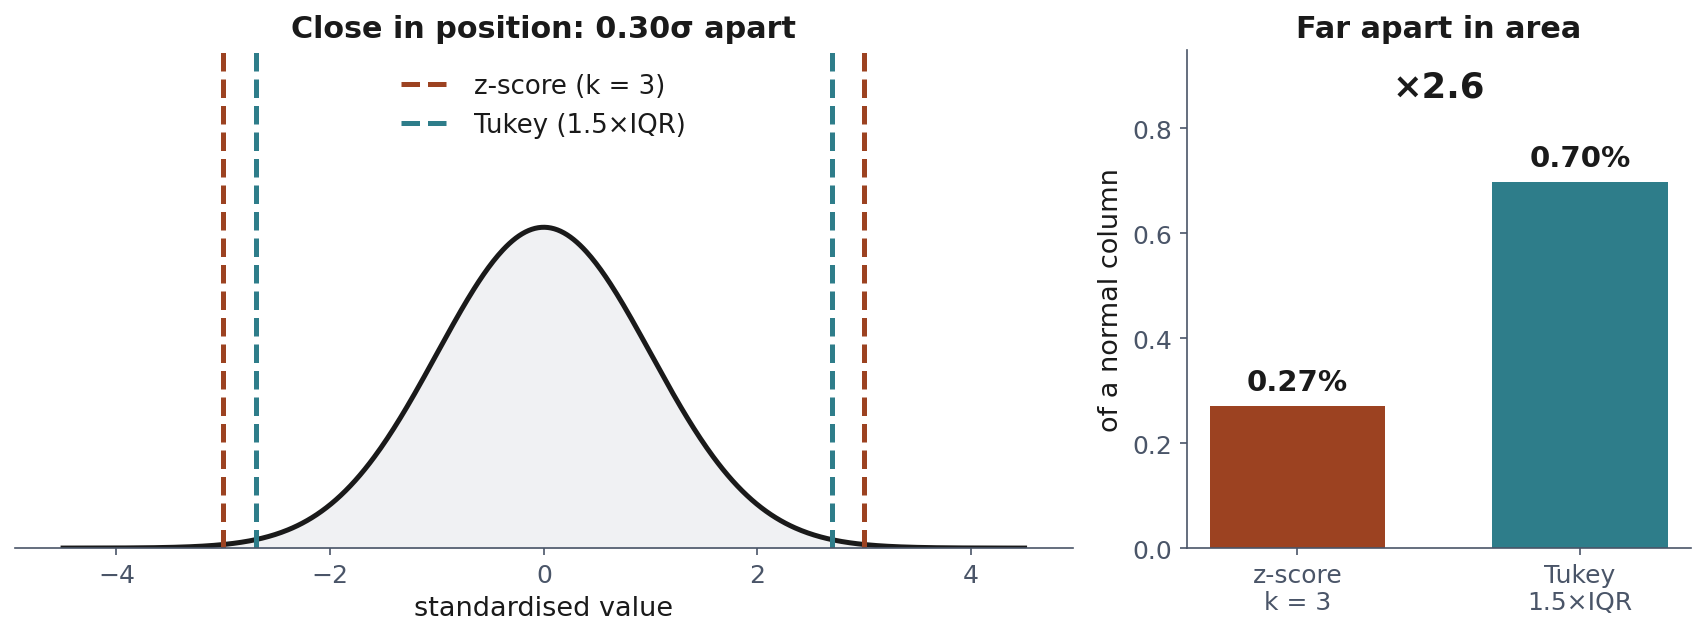 Close in position: 0.30σ apart
z-score (k = 3)
Tukey (1.5×IQR)
−4
−2
0
2
4
standardised value
Far apart in area
×2.6
of a normal column
0.8
0.6
0.4
0.2
0.0
0.27%
0.70%
z-score
k = 3
Tukey
1.5×IQR